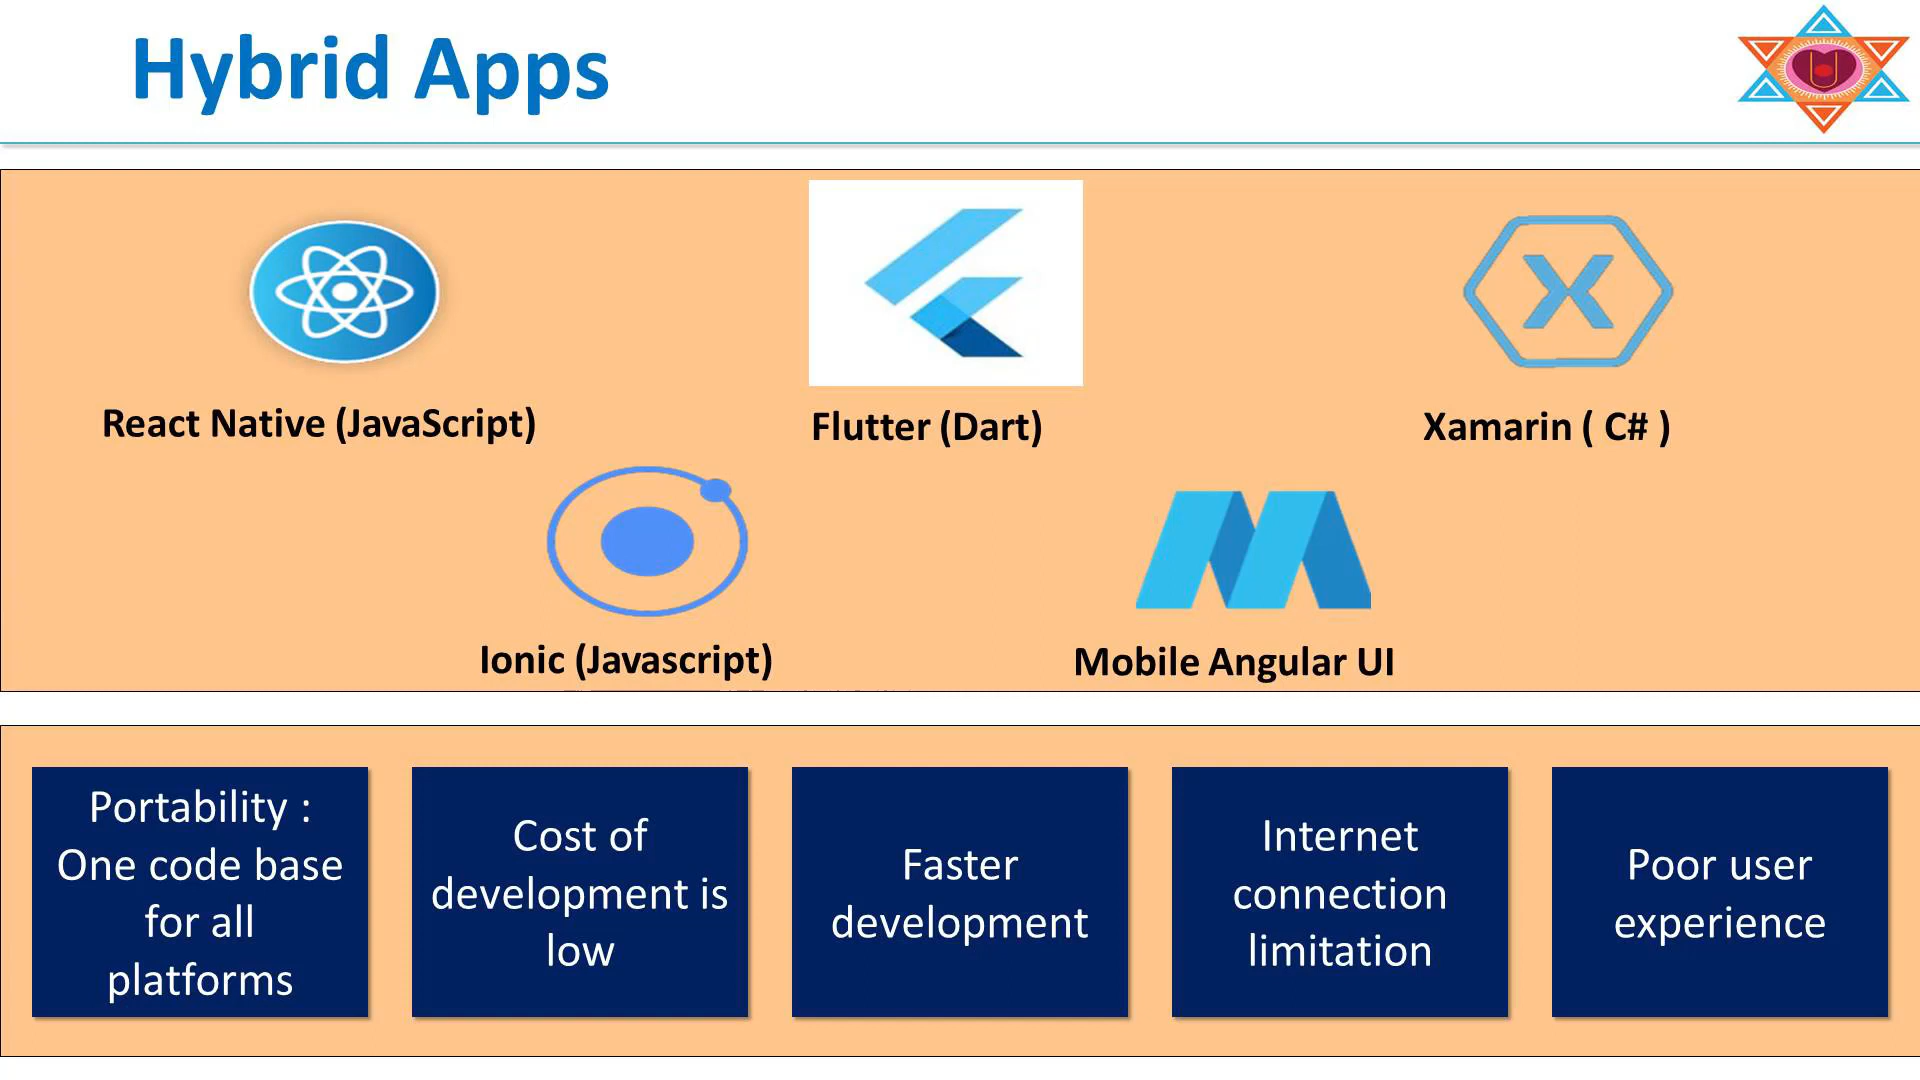 Hybrid Apps
React Native (JavaScript)
Flutter (Dart)
Xamarin ( C# )
Ionic (Javascript)
Mobile Angular UI
Portability :
One code base
for all
platforms
Cost of
development is
low
Faster
development
Internet
connection
limitation
Poor user
experience